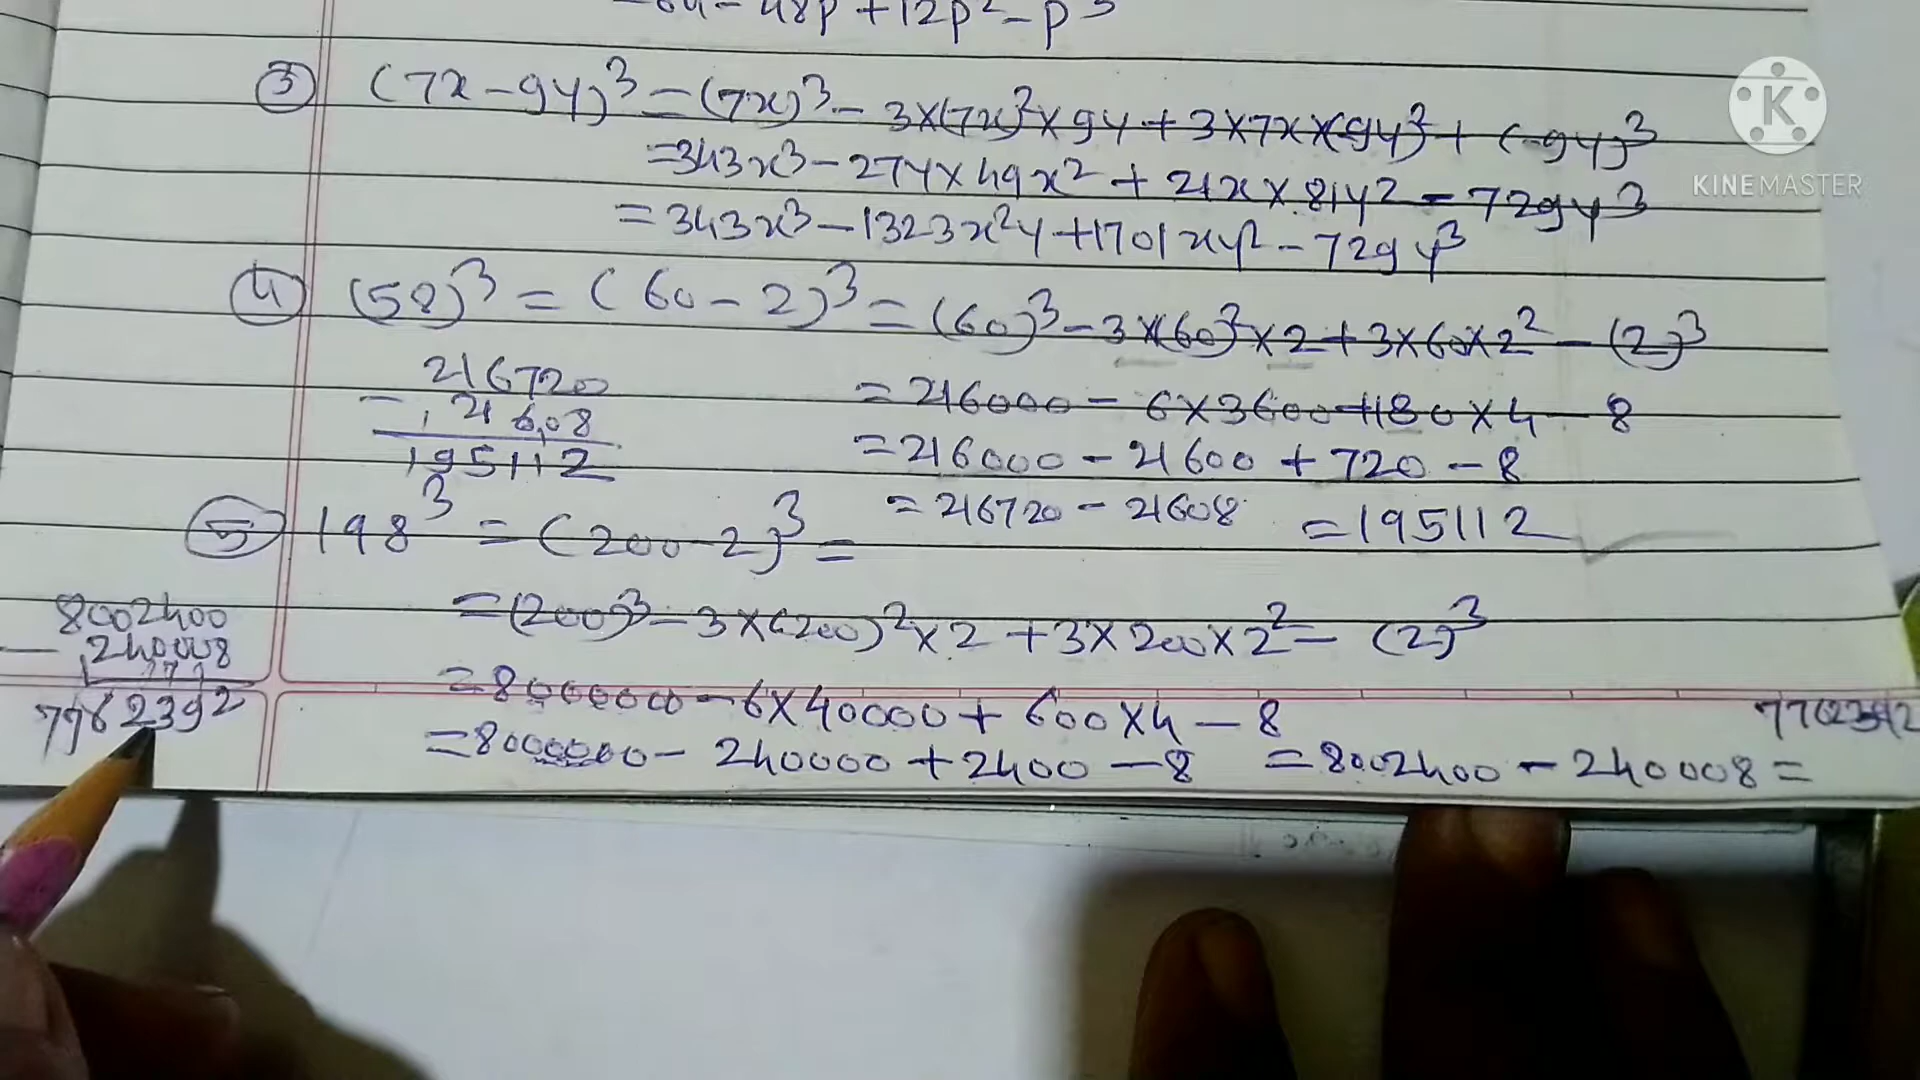 - 48p + 12p² - p³
③ (7x - 9y)³ = (7x)³ - 3×(7x)²×9y + 3×7x×(9y)² + (-9y)³
= 343x³ - 27y×49x² + 21x×81y² - 729y³
= 343x³ - 1323x²y + 1701xy² - 729y³
④ (58)³ = (60 - 2)³ = (60)³ - 3×(60)²×2 + 3×60×2² - (2)³
= 216000 - 6×3600 + 180×4 - 8
= 216000 - 21600 + 720 - 8
= 216720 - 21608 = 195112
216720
- 21608
195112
⑤ 198³ = (200 - 2)³ =
= (200)³ - 3×(200)²×2 + 3×200×2² - (2)³
= 8000000 - 6×40000 + 600×4 - 8
= 8000000 - 240000 + 2400 - 8 = 8002400 - 240008 =
8002400
- 240008
7762392
K
KINEMASTER